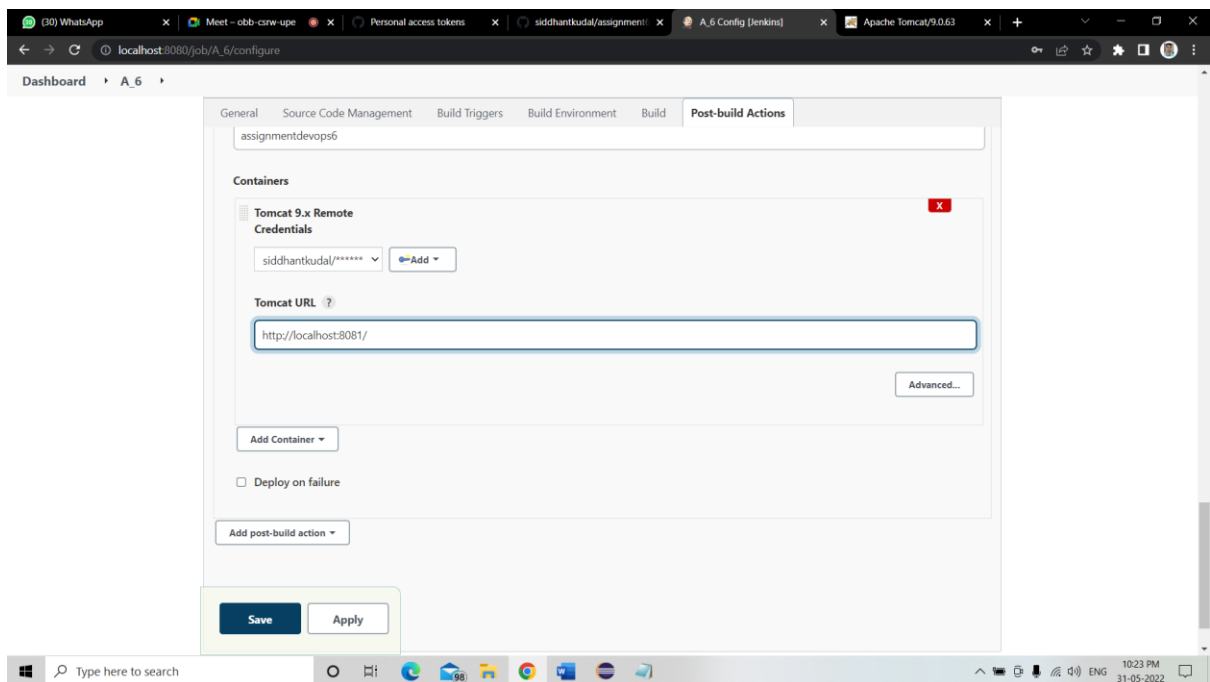 (30) WhatsApp
Meet – obb-csrw-upe
Personal access tokens
siddhantkudal/assignment
A_6 Config [Jenkins]
Apache Tomcat/9.0.63
localhost:8080/job/A_6/configure
Dashboard
A_6
General
Source Code Management
Build Triggers
Build Environment
Build
Post-build Actions
assignmentdevops6
Containers
X
Tomcat 9.x Remote
Credentials
siddhantkudal/******
Add
Tomcat URL ?
http://localhost:8081/
Advanced...
Add Container
Deploy on failure
Add post-build action
Save
Apply
Type here to search
98
ENG
10:23 PM
31-05-2022